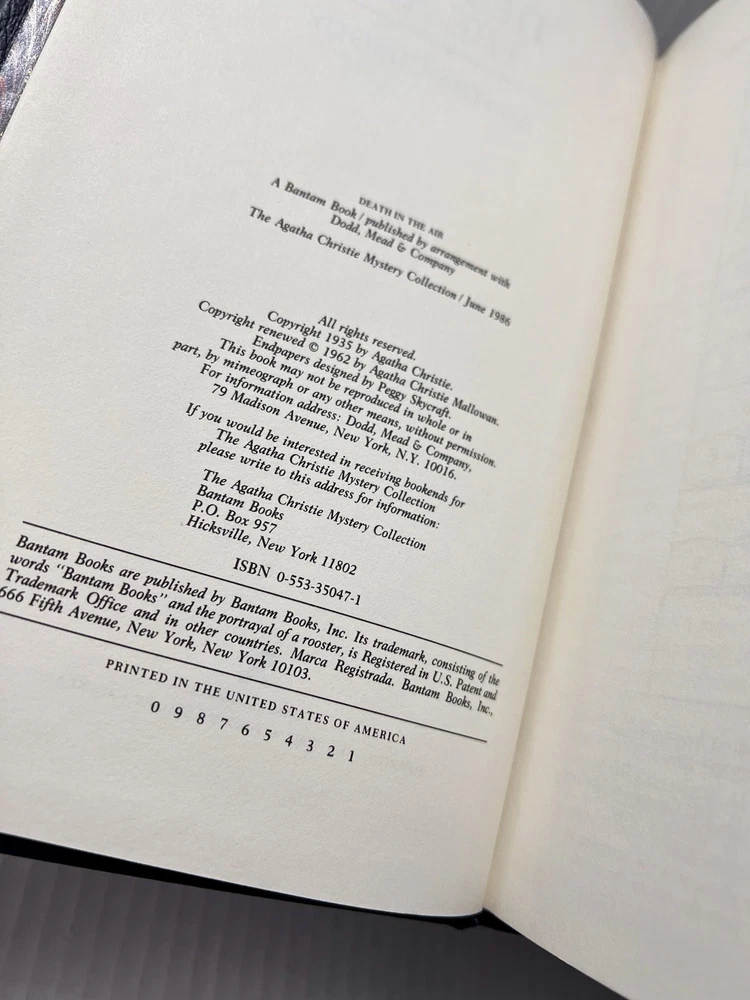 DEATH IN THE AIR
A Bantam Book / published by arrangement with
Dodd, Mead & Company
The Agatha Christie Mystery Collection / June 1986
All rights reserved.
Copyright 1935 by Agatha Christie.
Copyright renewed © 1962 by Agatha Christie Mallowan.
Endpapers designed by Peggy Skycraft.
This book may not be reproduced in whole or in
part, by mimeograph or any other means, without permission.
For information address: Dodd, Mead & Company,
79 Madison Avenue, New York, N.Y. 10016.
If you would be interested in receiving bookends for
The Agatha Christie Mystery Collection
please write to this address for information:
The Agatha Christie Mystery Collection
Bantam Books
P.O. Box 957
Hicksville, New York 11802
ISBN 0-553-35047-1
Bantam Books are published by Bantam Books, Inc. Its trademark, consisting of the
words "Bantam Books" and the portrayal of a rooster, is Registered in U.S. Patent and
Trademark Office and in other countries. Marca Registrada. Bantam Books, Inc.,
666 Fifth Avenue, New York, New York 10103.
PRINTED IN THE UNITED STATES OF AMERICA
0 9 8 7 6 5 4 3 2 1